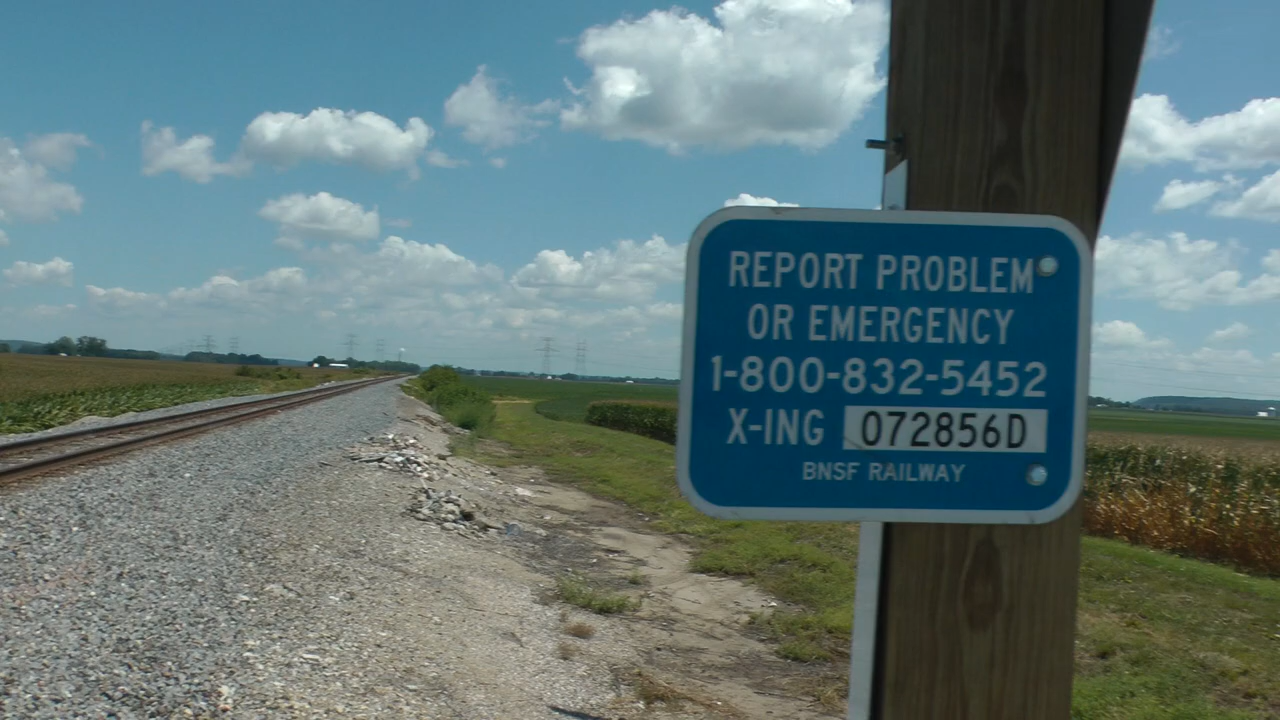 REPORT PROBLEM
OR EMERGENCY
1-800-832-5452
X-ING 072856D
BNSF RAILWAY